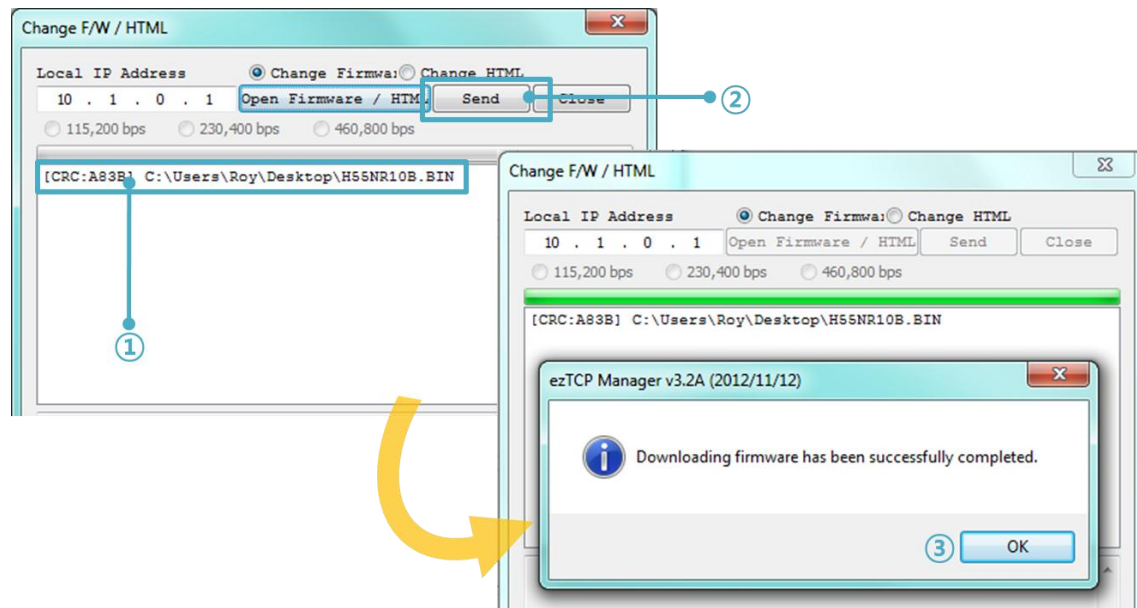 Change F/W / HTML
Local IP Address Change Firmwa Change HTML
10 . 1 . 0 . 1 Open Firmware / HTML Send Close
115,200 bps 230,400 bps 460,800 bps
[CRC:A83B] C:\Users\Roy\Desktop\H55NR10B.BIN
①
②
Change F/W / HTML
Local IP Address Change Firmwa Change HTML
10 . 1 . 0 . 1 Open Firmware / HTML Send Close
115,200 bps 230,400 bps 460,800 bps
[CRC:A83B] C:\Users\Roy\Desktop\H55NR10B.BIN
ezTCP Manager v3.2A (2012/11/12)
Downloading firmware has been successfully completed.
③ OK